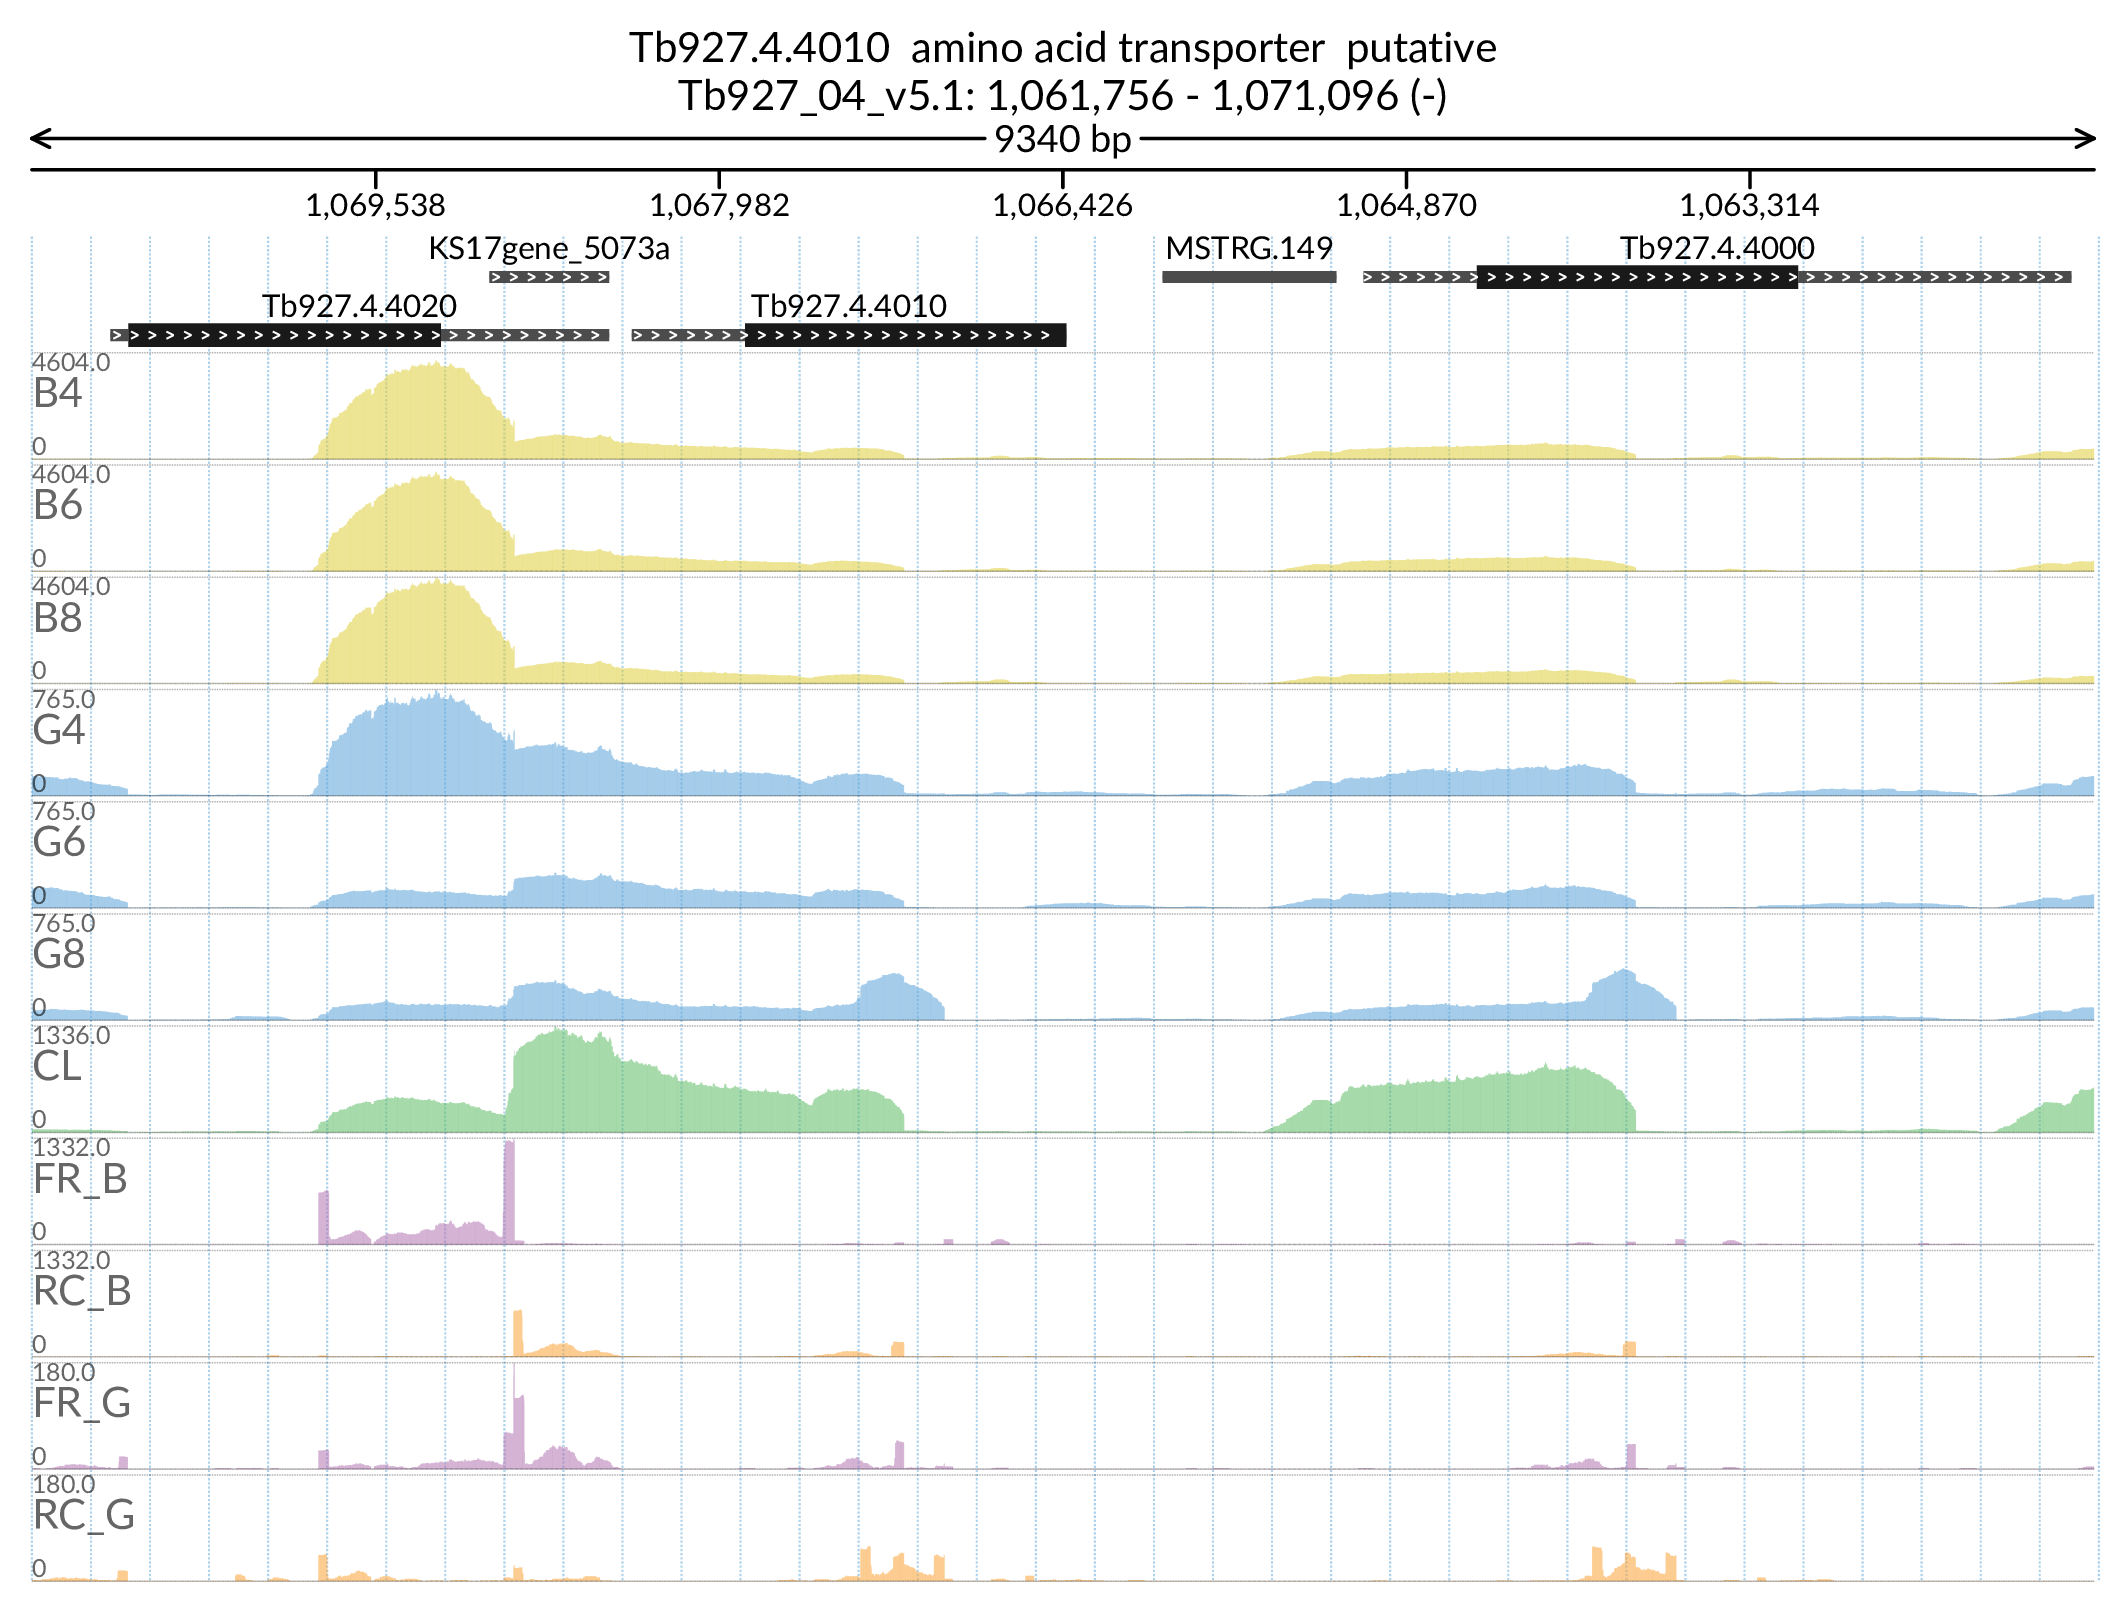 Tb927.4.4010  amino acid transporter  putative
Tb927_04_v5.1: 1,061,756 - 1,071,096 (-)
9340 bp
1,069,538 1,067,982 1,066,426 1,064,870 1,063,314
KS17gene_5073a MSTRG.149 Tb927.4.4000
Tb927.4.4020 Tb927.4.4010
4604.0
B4
0
4604.0
B6
0
4604.0
B8
0
765.0
G4
0
765.0
G6
0
765.0
G8
0
1336.0
CL
0
1332.0
FR_B
0
1332.0
RC_B
0
180.0
FR_G
0
180.0
RC_G
0